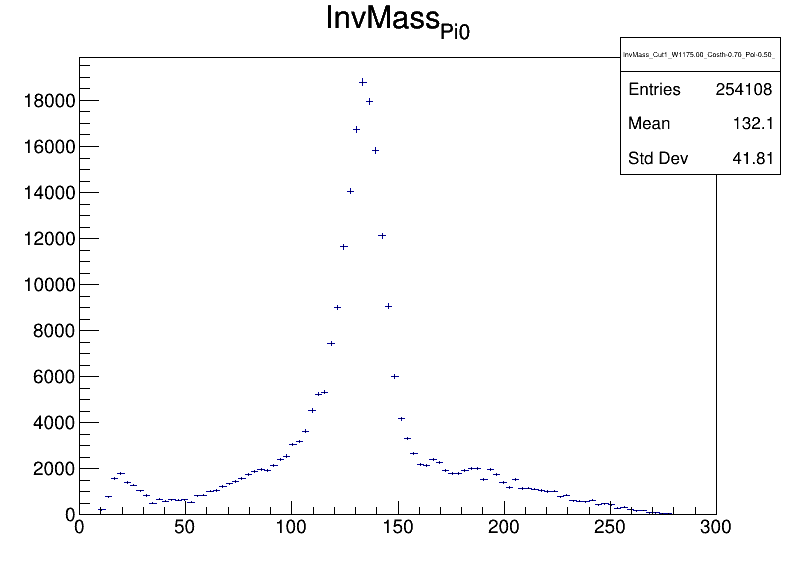 InvMass_Pi0
InvMass_Cut1_W1175.00_Costh-0.70_Pol-0.50_
Entries 254108
Mean 132.1
Std Dev 41.81
18000
16000
14000
12000
10000
8000
6000
4000
2000
0
0 50 100 150 200 250 300